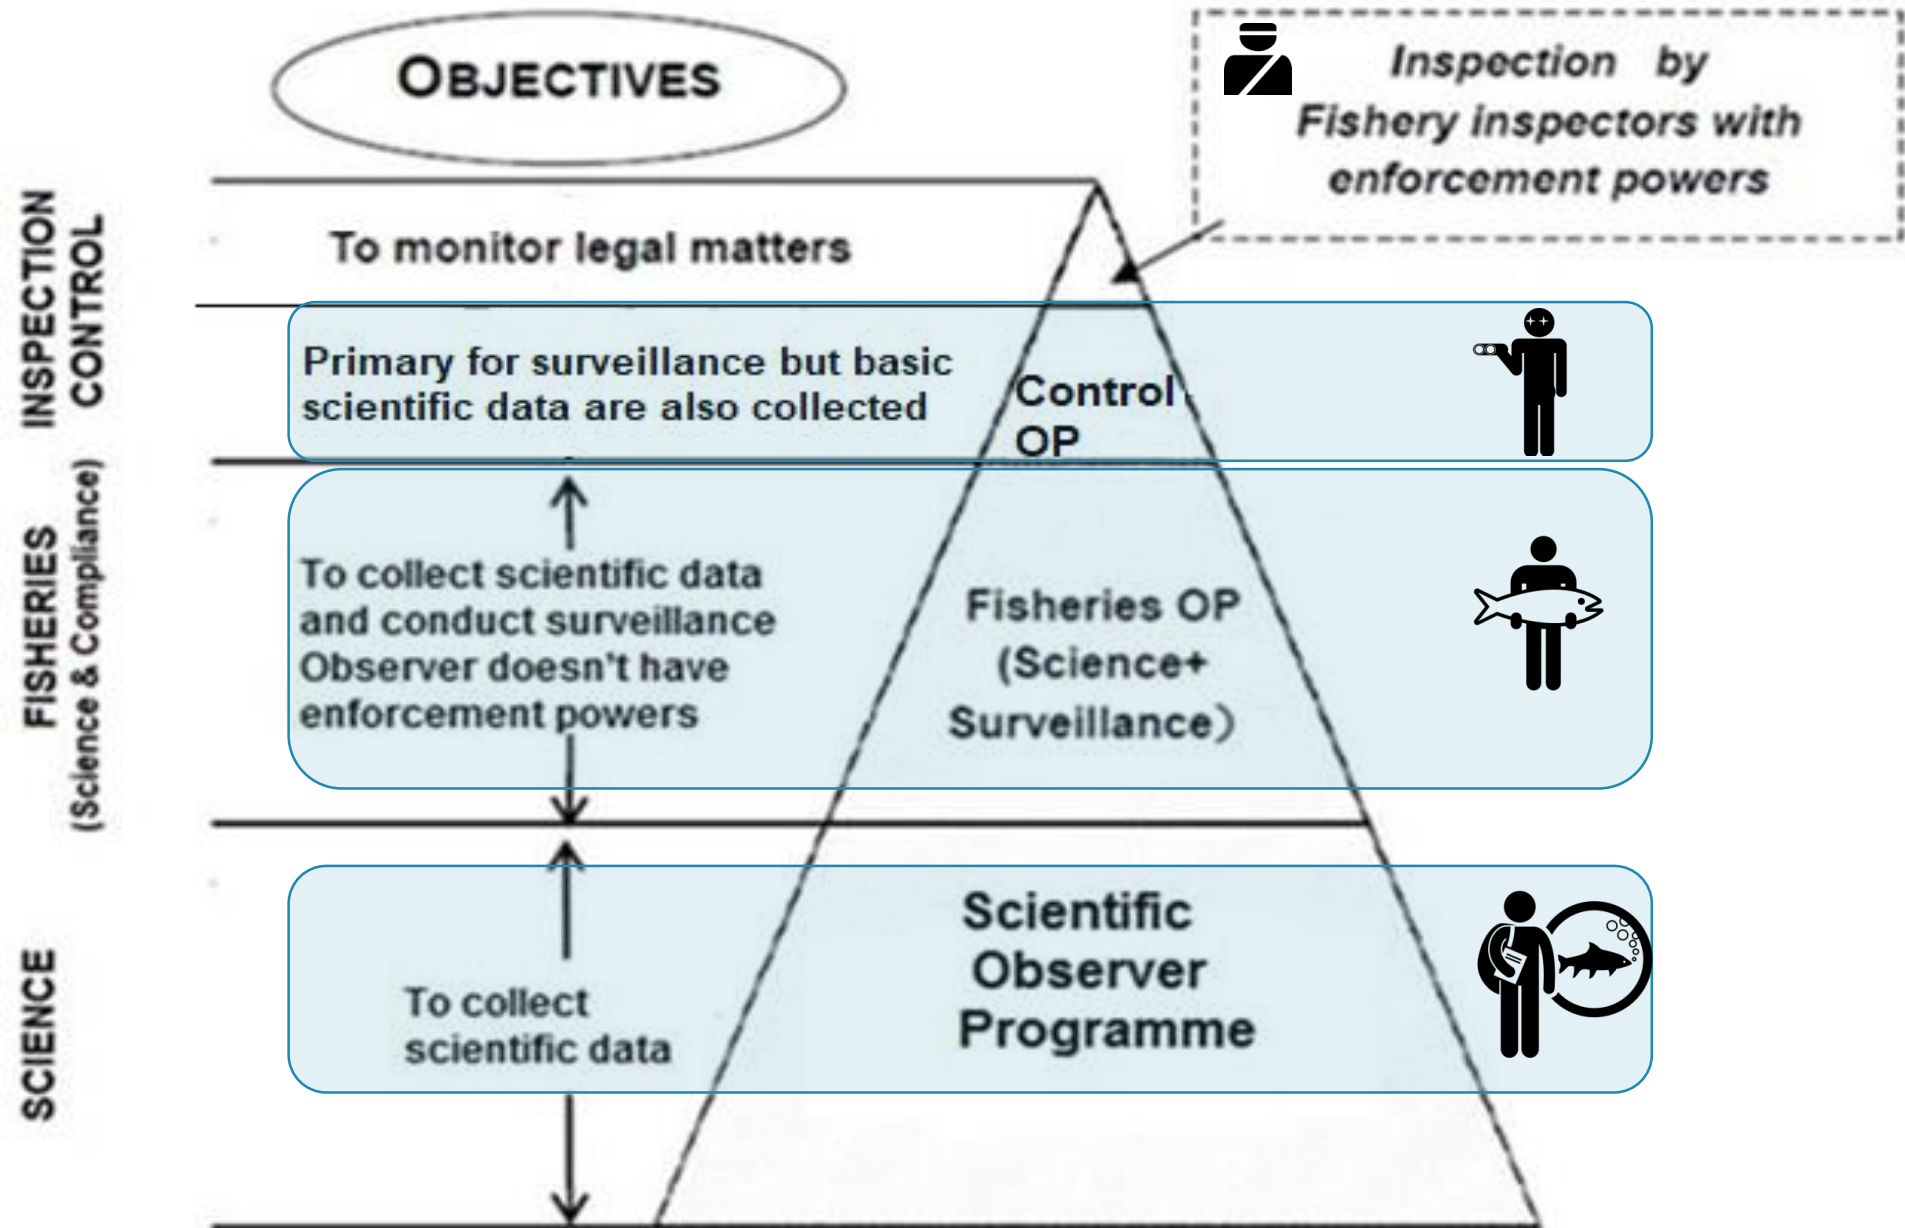 OBJECTIVES
Inspection by
Fishery inspectors with
enforcement powers
INSPECTION
CONTROL
To monitor legal matters
Primary for surveillance but basic
scientific data are also collected
Control
OP
FISHERIES
(Science & Compliance)
To collect scientific data
and conduct surveillance
Observer doesn't have
enforcement powers
Fisheries OP
(Science+
Surveillance)
SCIENCE
To collect
scientific data
Scientific
Observer
Programme